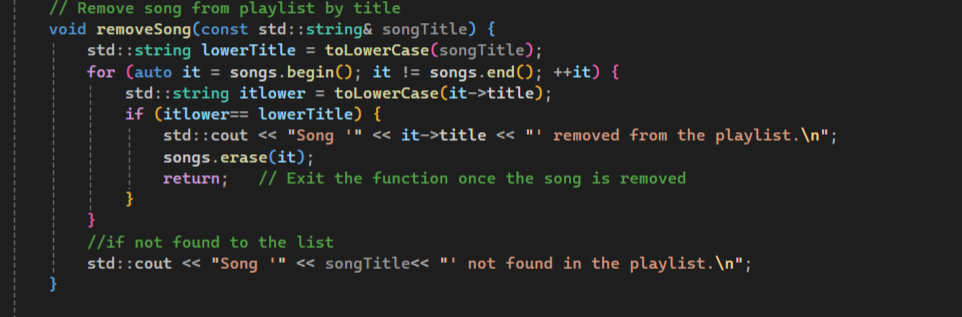 // Remove song from playlist by title
void removeSong(const std::string& songTitle) {
std::string lowerTitle = toLowerCase(songTitle);
for (auto it = songs.begin(); it != songs.end(); ++it) {
std::string itlower = toLowerCase(it->title);
if (itlower== lowerTitle) {
std::cout << "Song '" << it->title << "' removed from the playlist.\n";
songs.erase(it);
return;   // Exit the function once the song is removed
}
}
//if not found to the list
std::cout << "Song '" << songTitle<< "' not found in the playlist.\n";
}